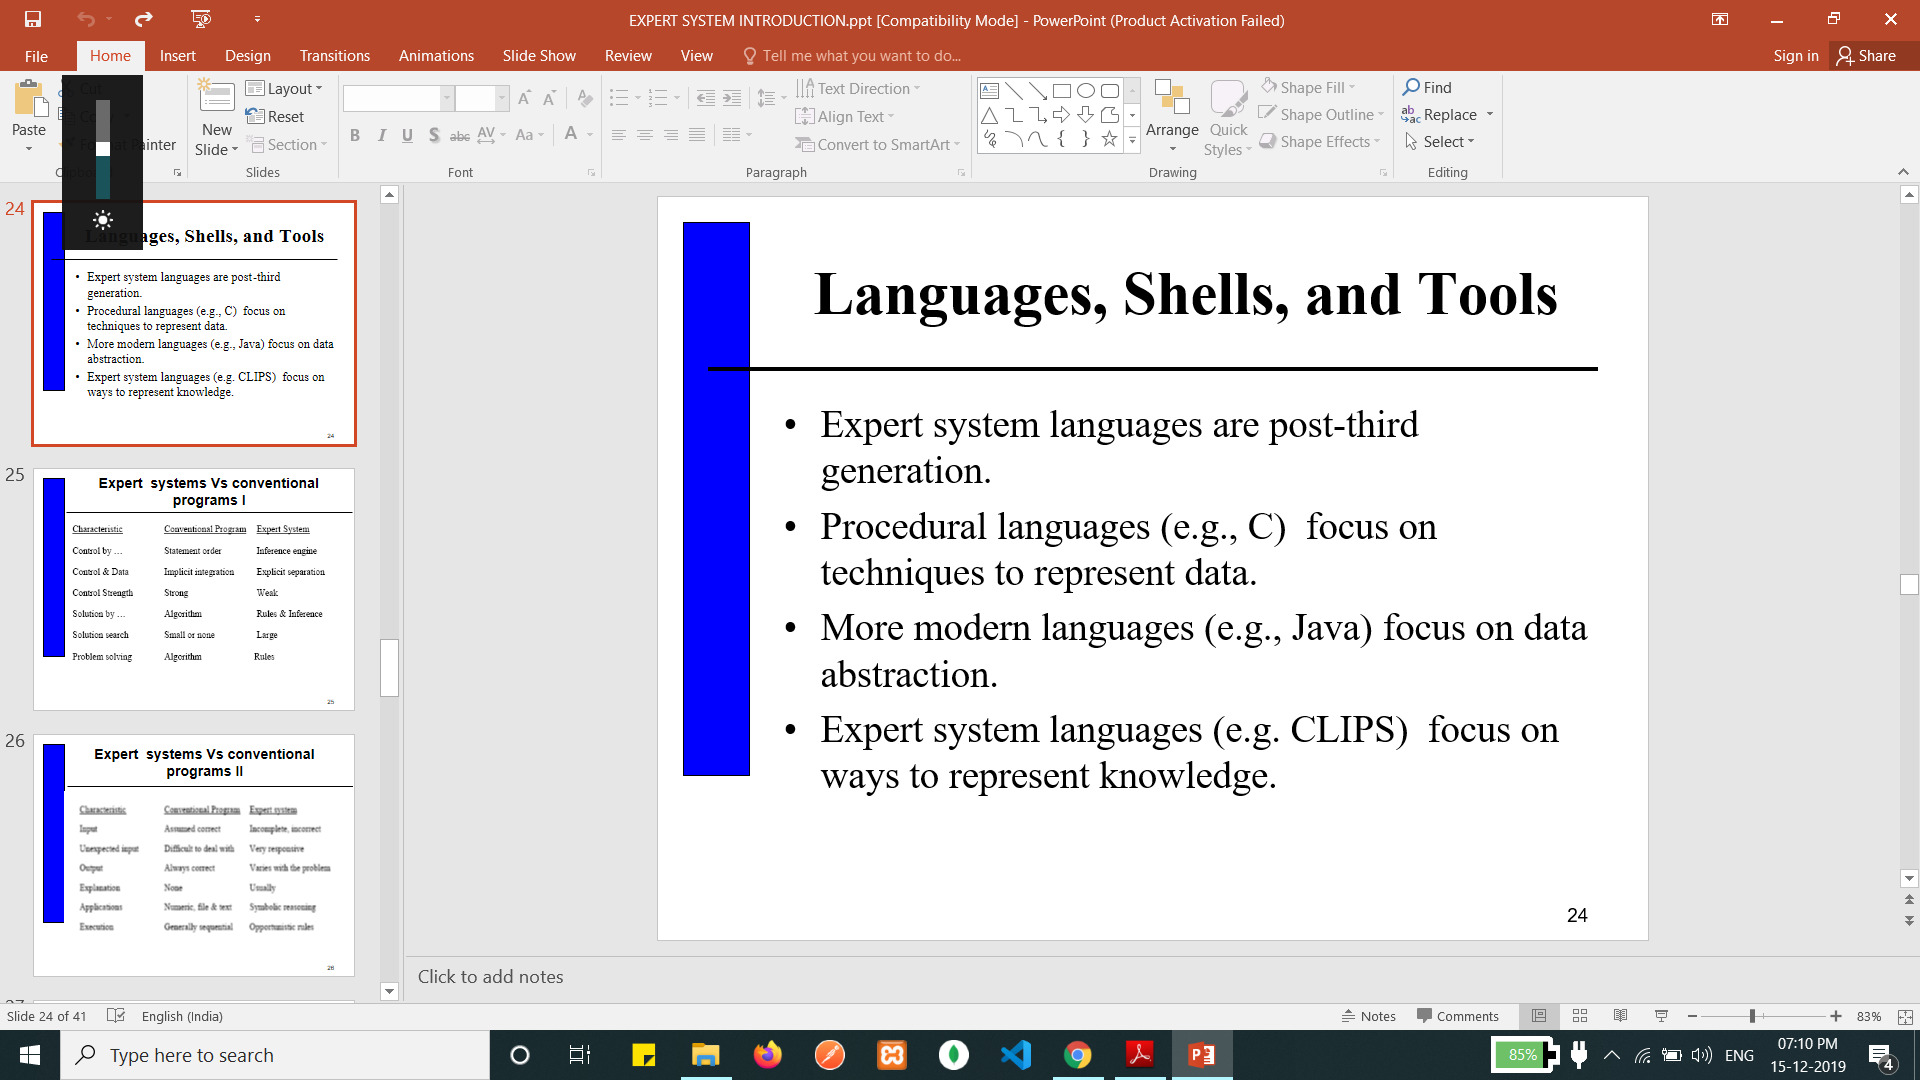 EXPERT SYSTEM INTRODUCTION.ppt [Compatibility Mode] - PowerPoint (Product Activation Failed)
File Home Insert Design Transitions Animations Slide Show Review View Tell me what you want to do... Sign in Share
Paste
Painter
New
Slide
Layout
Reset
Section
Slides
B I U S abc AV Aa A
Font
Text Direction
Align Text
Convert to SmartArt
Paragraph
Arrange
Quick
Styles
Shape Fill
Shape Outline
Shape Effects
Drawing
Find
Replace
Select
Editing
24
ages, Shells, and Tools
• Expert system languages are post-third
generation.
• Procedural languages (e.g., C) focus on
techniques to represent data.
• More modern languages (e.g., Java) focus on data
abstraction.
• Expert system languages (e.g. CLIPS) focus on
ways to represent knowledge.
24
25
Expert systems Vs conventional
programs I
Characteristic Conventional Program Expert System
Control by … Statement order Inference engine
Control & Data Implicit integration Explicit separation
Control Strength Strong Weak
Solution by … Algorithm Rules & Inference
Solution search Small or none Large
Problem solving Algorithm Rules
25
26
Expert systems Vs conventional
programs II
Characteristic Conventional Program Expert system
Input Assumed correct Incomplete, incorrect
Unexpected input Difficult to deal with Very responsive
Output Always correct Varies with the problem
Explanation None Usually
Applications Numeric, file & text Symbolic reasoning
Execution Generally sequential Opportunistic rules
26
Languages, Shells, and Tools
• Expert system languages are post-third
generation.
• Procedural languages (e.g., C) focus on
techniques to represent data.
• More modern languages (e.g., Java) focus on data
abstraction.
• Expert system languages (e.g. CLIPS) focus on
ways to represent knowledge.
24
Click to add notes
Slide 24 of 41 English (India) Notes Comments 83%
Type here to search
85% ENG
07:10 PM
15-12-2019
4